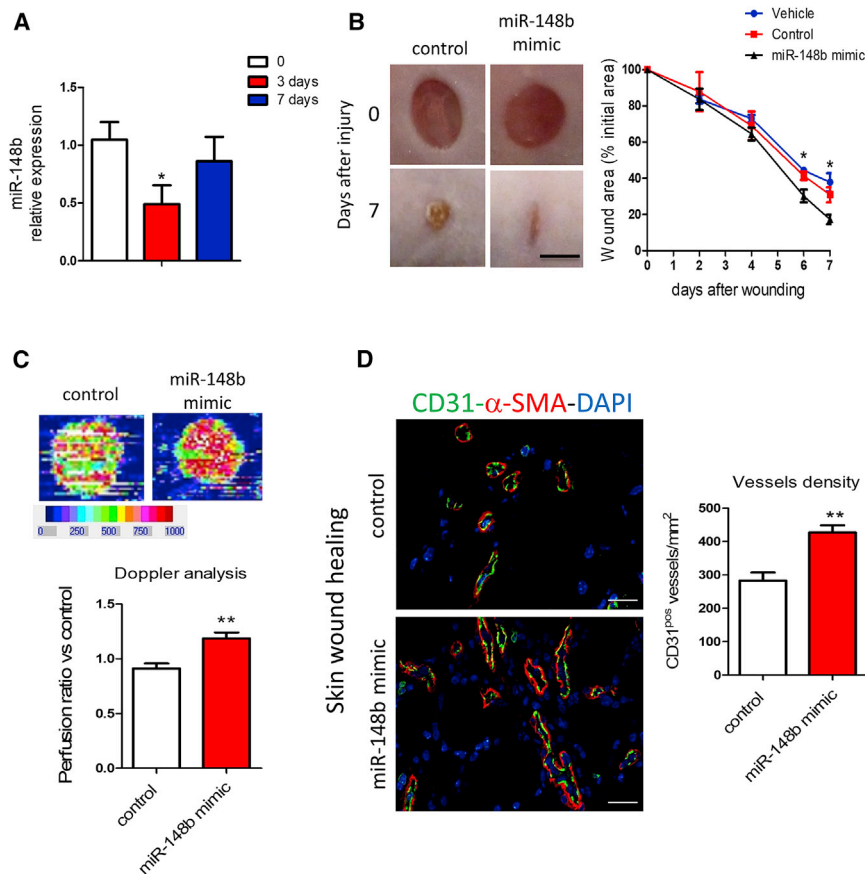 A
0
3 days
7 days
1.5
1.0
0.5
0.0
miR-148b
relative expression
*
B
control
miR-148b
mimic
Days after injury
0
7
Vehicle
Control
miR-148b mimic
100
80
60
40
20
0
Wound area (% initial area)
* *
0 1 2 3 4 5 6 7
days after wounding
C
control
miR-148b
mimic
0 250 500 750 1000
Doppler analysis
1.5
1.0
0.5
0.0
Perfusion ratio vs control
**
control
miR-148b mimic
D
CD31-α-SMA-DAPI
Skin wound healing
control
miR-148b mimic
Vessels density
500
400
300
200
100
0
CD31pos vessels/mm2
**
control
miR-148b mimic